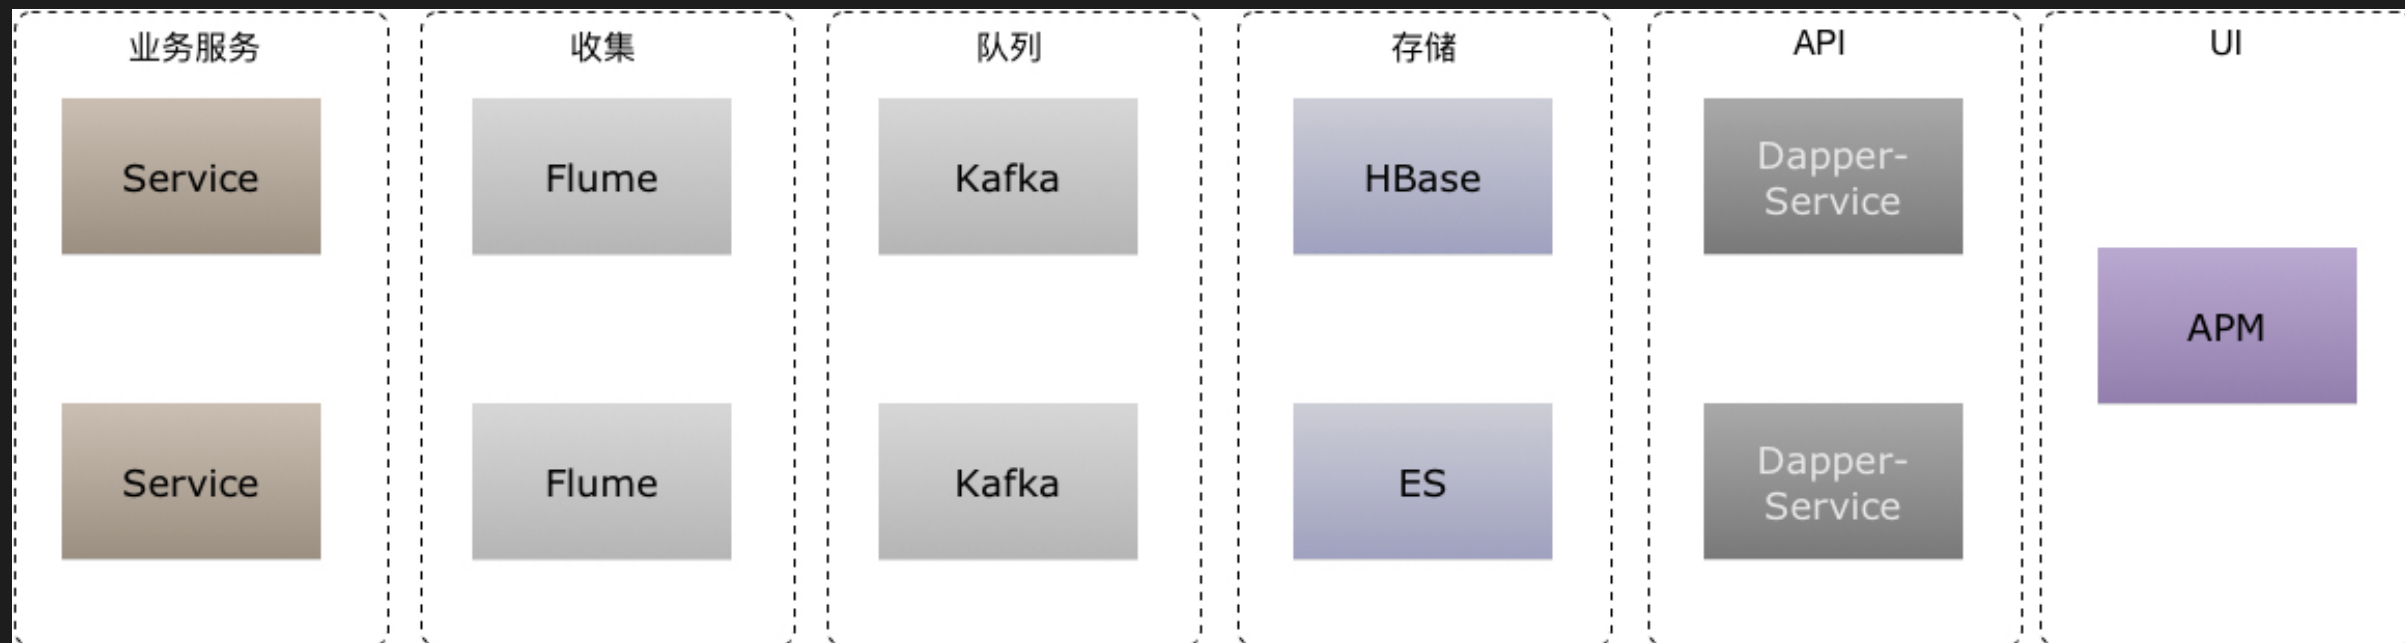 业务服务
收集
队列
存储
API
UI
Service
Flume
Kafka
HBase
Dapper-
Service
APM
Service
Flume
Kafka
ES
Dapper-
Service